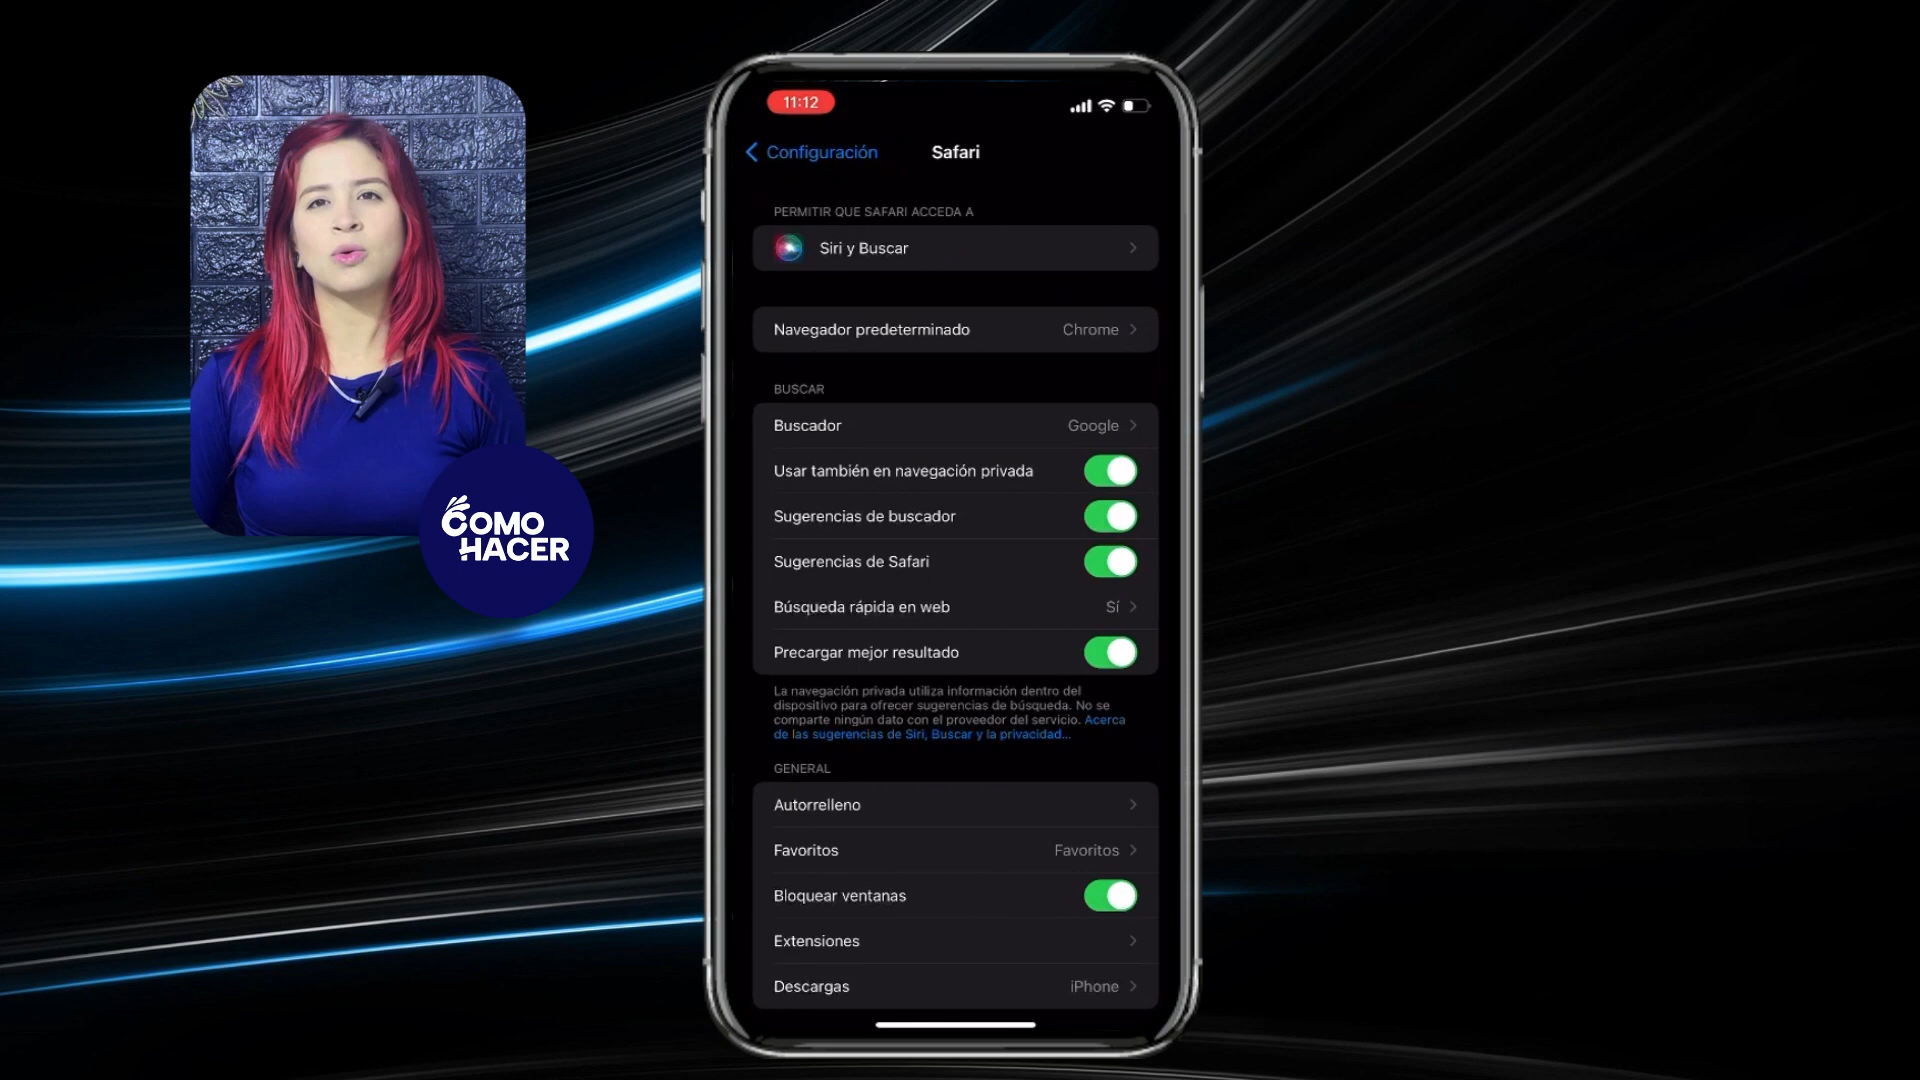 COMO
HACER
11:12
Configuración
Safari
PERMITIR QUE SAFARI ACCEDA A
Siri y Buscar
Navegador predeterminado Chrome
BUSCAR
Buscador Google
Usar también en navegación privada
Sugerencias de buscador
Sugerencias de Safari
Búsqueda rápida en web Sí
Precargar mejor resultado
La navegación privada utiliza información dentro del
dispositivo para ofrecer sugerencias de búsqueda. No se
comparte ningún dato con el proveedor del servicio. Acerca
de las sugerencias de Siri, Buscar y la privacidad...
GENERAL
Autorrelleno
Favoritos Favoritos
Bloquear ventanas
Extensiones
Descargas iPhone